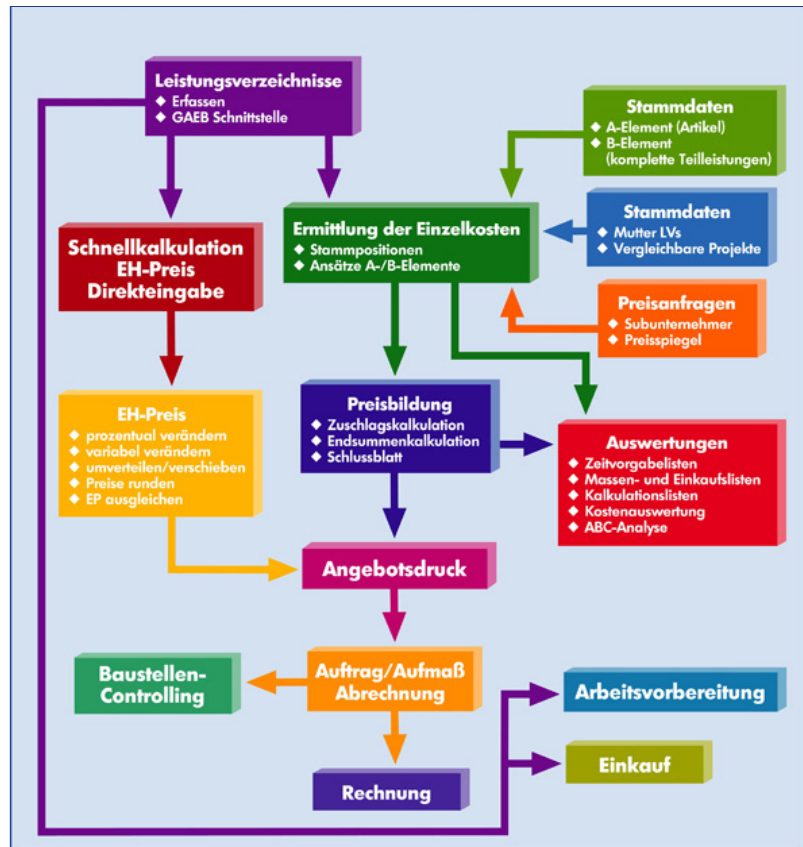 Leistungsverzeichnisse
◆ Erfassen
◆ GAEB Schnittstelle
Stammdaten
◆ A-Element (Artikel)
◆ B-Element
(komplette Teilleistungen)
Schnellkalkulation
EH-Preis
Direkteingabe
Ermittlung der Einzelkosten
◆ Stammpositionen
◆ Ansätze A-/B-Elemente
Stammdaten
◆ Mutter LVs
◆ Vergleichbare Projekte
Preisanfragen
◆ Subunternehmer
◆ Preisspiegel
EH-Preis
◆ prozentual verändern
◆ variabel verändern
◆ umverteilen/verschieben
◆ Preise runden
◆ EP ausgleichen
Preisbildung
◆ Zuschlagskalkulation
◆ Endsummenkalkulation
◆ Schlussblatt
Auswertungen
◆ Zeitvorgabelisten
◆ Massen- und Einkaufslisten
◆ Kalkulationslisten
◆ Kostenauswertung
◆ ABC-Analyse
Angebotsdruck
Baustellen-
Controlling
Auftrag/Aufmaß
Abrechnung
Arbeitsvorbereitung
Einkauf
Rechnung